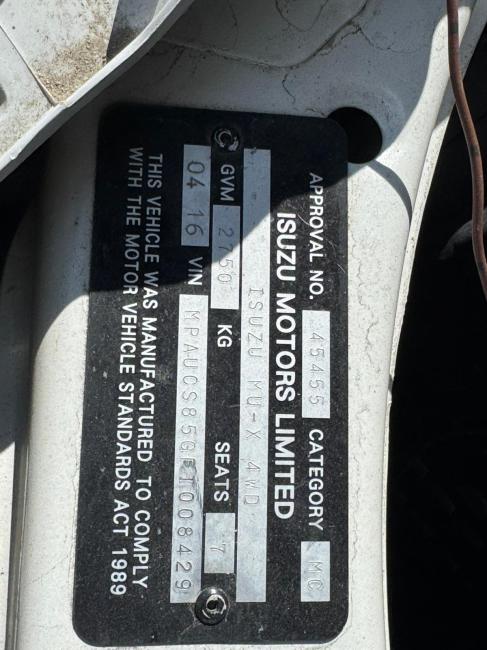 APPROVAL NO. 45455 CATEGORY MC
ISUZU MOTORS LIMITED
ISUZU MU-X 4WD
GVM 2750 KG SEATS 7
04 16 VIN MPAUCS85GFT008429
THIS VEHICLE WAS MANUFACTURED TO COMPLY
WITH THE MOTOR VEHICLE STANDARDS ACT 1989